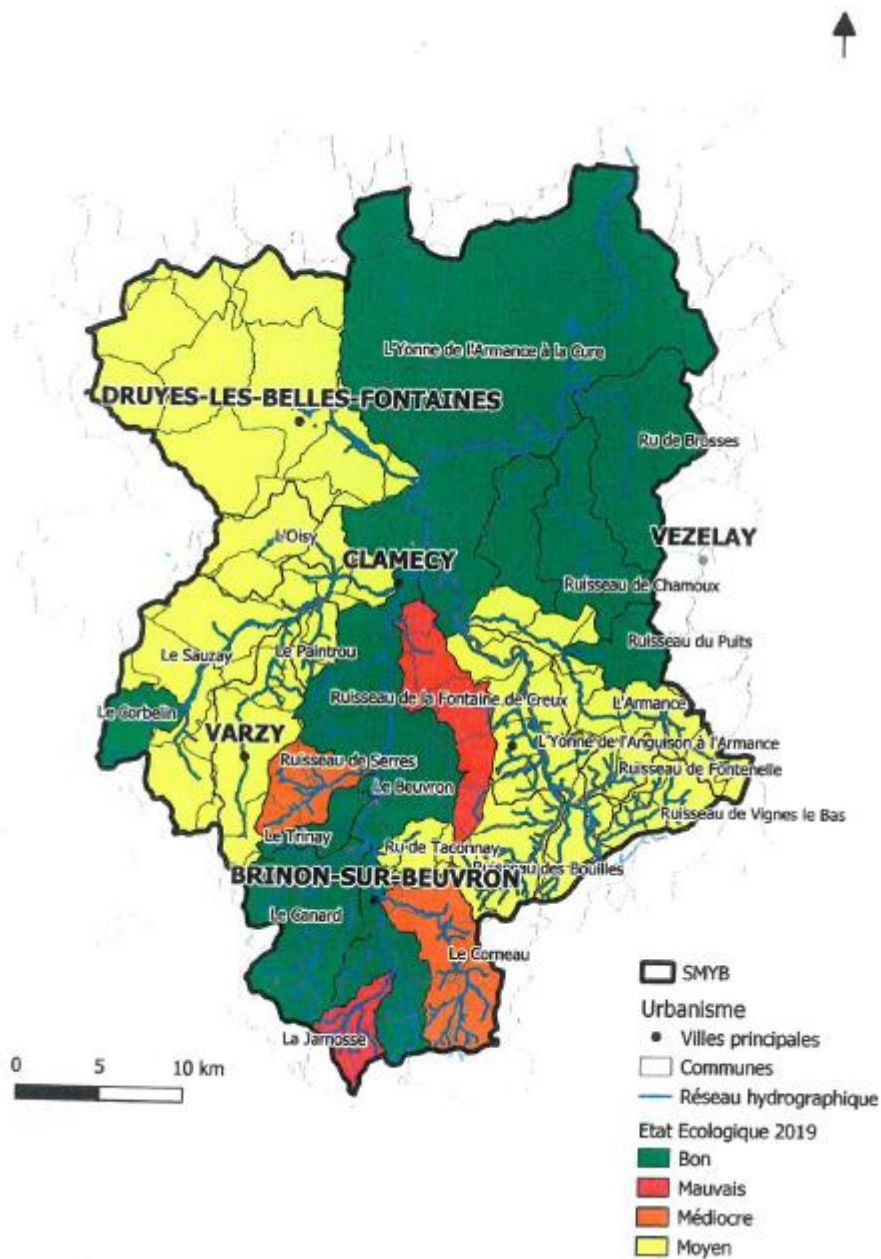 L'Yonne de l'Armance à la Cure
DRUYES-LES-BELLES-FONTAINES
Ru de Brosses
L'Oisy
CLAMECY
VEZELAY
Ruisseau de Chamoux
Ruisseau du Puits
Le Sauzay
Le Paintrou
Ruisseau de la Fontaine de Creux
L'Armance
Le Corbelin
VARZY
L'Yonne de l'Anguison à l'Armance
Ruisseau de Serres
Ruisseau de Fontenelle
Le Beuvron
Ruisseau de Vignes le Bas
Le Trinay
Ru de Taconnay
Ruisseau des Bouilles
BRINON-SUR-BEUVRON
Le Canard
Le Corneau
La Jarnosse
0 5 10 km
SMYB
Urbanisme
Villes principales
Communes
Réseau hydrographique
Etat Ecologique 2019
Bon
Mauvais
Médiocre
Moyen